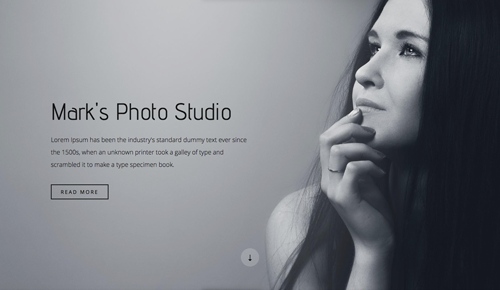 Mark's Photo Studio
Lorem Ipsum has been the industry's standard dummy text ever since
the 1500s, when an unknown printer took a galley of type and
scrambled it to make a type specimen book.
READ MORE